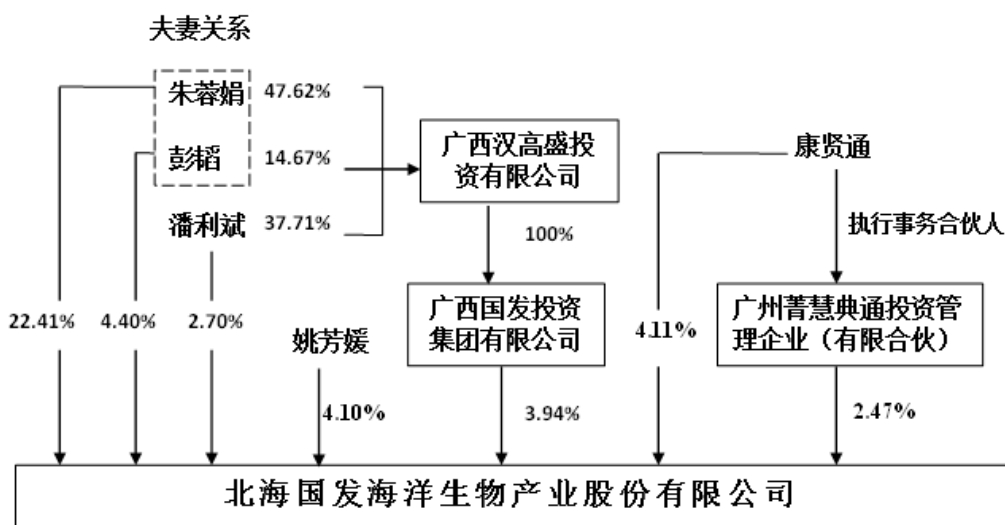 夫妻关系
朱蓉娟 47.62%
彭韬 14.67%
潘利斌 37.71%
广西汉高盛投
资有限公司
康贤通
100%
执行事务合伙人
22.41%
4.40%
2.70%
姚芳媛
广西国发投资
集团有限公司
4.11%
广州菁慧典通投资管
理企业（有限合伙）
4.10%
3.94%
2.47%
北海国发海洋生物产业股份有限公司